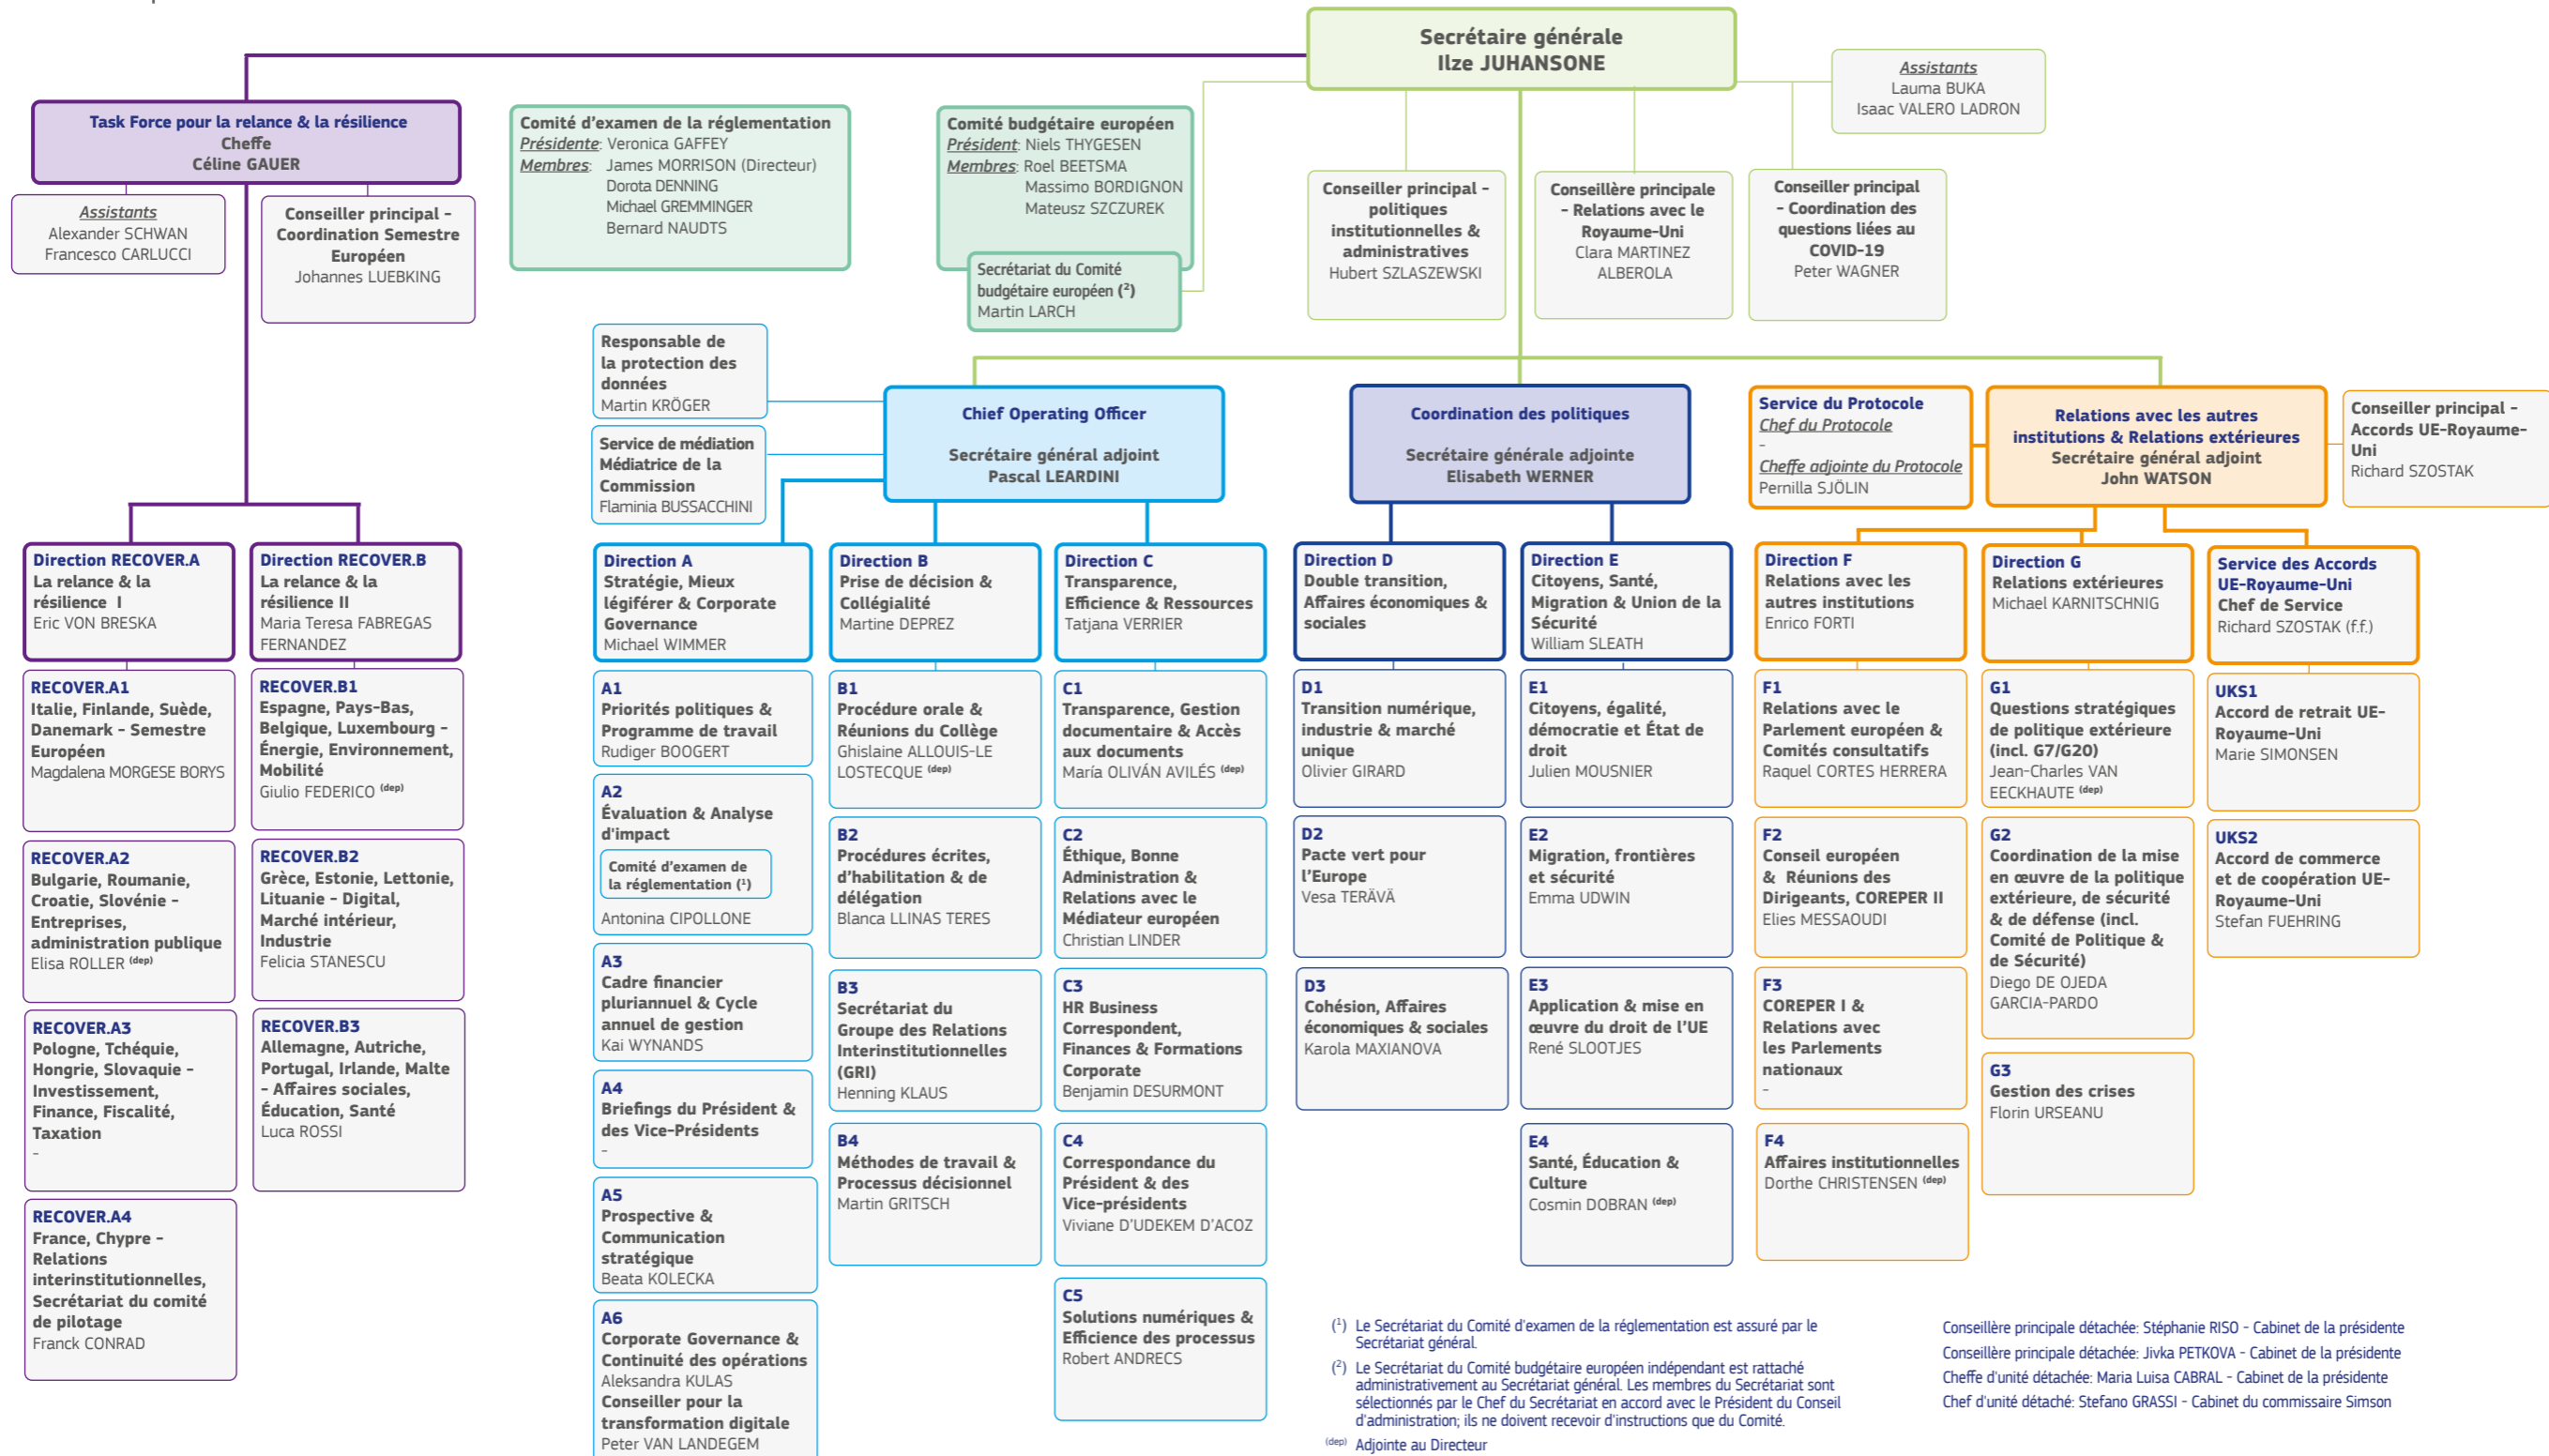 Secrétaire générale
Ilze JUHANSONE
Assistants
Lauma BUKA
Isaac VALERO LADRON
Task Force pour la relance & la résilience
Cheffe
Céline GAUER
Assistants
Alexander SCHWAN
Francesco CARLUCCI
Conseiller principal -
Coordination Semestre
Européen
Johannes LUEBKING
Comité d'examen de la réglementation
Présidente: Veronica GAFFEY
Membres: James MORRISON (Directeur)
Dorota DENNING
Michael GREMMINGER
Bernard NAUDTS
Comité budgétaire européen
Président: Niels THYGESEN
Membres: Roel BEETSMA
Massimo BORDIGNON
Mateusz SZCZUREK
Secrétariat du Comité
budgétaire européen (²)
Martin LARCH
Conseiller principal -
politiques
institutionnelles &
administratives
Hubert SZLASZEWSKI
Conseillère principale
- Relations avec le
Royaume-Uni
Clara MARTINEZ
ALBEROLA
Conseiller principal
- Coordination des
questions liées au
COVID-19
Peter WAGNER
Responsable de
la protection des
données
Martin KRÖGER
Service de médiation
Médiatrice de la
Commission
Flaminia BUSSACCHINI
Chief Operating Officer
Secrétaire général adjoint
Pascal LEARDINI
Coordination des politiques
Secrétaire générale adjointe
Elisabeth WERNER
Service du Protocole
Chef du Protocole
-
Cheffe adjointe du Protocole
Pernilla SJÖLIN
Relations avec les autres
institutions & Relations extérieures
Secrétaire général adjoint
John WATSON
Conseiller principal -
Accords UE-Royaume-
Uni
Richard SZOSTAK
Direction RECOVER.A
La relance & la
résilience I
Eric VON BRESKA
RECOVER.A1
Italie, Finlande, Suède,
Danemark - Semestre
Européen
Magdalena MORGESE BORYS
RECOVER.A2
Bulgarie, Roumanie,
Croatie, Slovénie -
Entreprises,
administration publique
Elisa ROLLER (dep)
RECOVER.A3
Pologne, Tchéquie,
Hongrie, Slovaquie -
Investissement,
Finance, Fiscalité,
Taxation
-
RECOVER.A4
France, Chypre -
Relations
interinstitutionnelles,
Secrétariat du comité
de pilotage
Franck CONRAD
Direction RECOVER.B
La relance & la
résilience II
Maria Teresa FABREGAS
FERNANDEZ
RECOVER.B1
Espagne, Pays-Bas,
Belgique, Luxembourg -
Énergie, Environnement,
Mobilité
Giulio FEDERICO (dep)
RECOVER.B2
Grèce, Estonie, Lettonie,
Lituanie - Digital,
Marché intérieur,
Industrie
Felicia STANESCU
RECOVER.B3
Allemagne, Autriche,
Portugal, Irlande, Malte
- Affaires sociales,
Éducation, Santé
Luca ROSSI
Direction A
Stratégie, Mieux
légiférer & Corporate
Governance
Michael WIMMER
A1
Priorités politiques &
Programme de travail
Rudiger BOOGERT
A2
Évaluation & Analyse
d'impact
Comité d'examen de
la réglementation (¹)
Antonina CIPOLLONE
A3
Cadre financier
pluriannuel & Cycle
annuel de gestion
Kai WYNANDS
A4
Briefings du Président &
des Vice-Présidents
-
A5
Prospective &
Communication
stratégique
Beata KOLECKA
A6
Corporate Governance &
Continuité des opérations
Aleksandra KULAS
Conseiller pour la
transformation digitale
Peter VAN LANDEGEM
Direction B
Prise de décision &
Collégialité
Martine DEPREZ
B1
Procédure orale &
Réunions du Collège
Ghislaine ALLOUIS-LE
LOSTECQUE (dep)
B2
Procédures écrites,
d'habilitation & de
délégation
Blanca LLINAS TERES
B3
Secrétariat du
Groupe des Relations
Interinstitutionnelles
(GRI)
Henning KLAUS
B4
Méthodes de travail &
Processus décisionnel
Martin GRITSCH
Direction C
Transparence,
Efficience & Ressources
Tatjana VERRIER
C1
Transparence, Gestion
documentaire & Accès
aux documents
María OLIVÁN AVILÉS (dep)
C2
Éthique, Bonne
Administration &
Relations avec le
Médiateur européen
Christian LINDER
C3
HR Business
Correspondent,
Finances & Formations
Corporate
Benjamin DESURMONT
C4
Correspondance du
Président & des
Vice-présidents
Viviane D'UDEKEM D'ACOZ
C5
Solutions numériques &
Efficience des processus
Robert ANDRECS
Direction D
Double transition,
Affaires économiques &
sociales
D1
Transition numérique,
industrie & marché
unique
Olivier GIRARD
D2
Pacte vert pour
l'Europe
Vesa TERÄVÄ
D3
Cohésion, Affaires
économiques & sociales
Karola MAXIANOVA
Direction E
Citoyens, Santé,
Migration & Union de la
Sécurité
William SLEATH
E1
Citoyens, égalité,
démocratie et État de
droit
Julien MOUSNIER
E2
Migration, frontières
et sécurité
Emma UDWIN
E3
Application & mise en
œuvre du droit de l'UE
René SLOOTJES
E4
Santé, Éducation &
Culture
Cosmin DOBRAN (dep)
Direction F
Relations avec les
autres institutions
Enrico FORTI
F1
Relations avec le
Parlement européen &
Comités consultatifs
Raquel CORTES HERRERA
F2
Conseil européen
& Réunions des
Dirigeants, COREPER II
Elies MESSAOUDI
F3
COREPER I &
Relations avec
les Parlements
nationaux
-
F4
Affaires institutionnelles
Dorthe CHRISTENSEN (dep)
Direction G
Relations extérieures
Michael KARNITSCHNIG
G1
Questions stratégiques
de politique extérieure
(incl. G7/G20)
Jean-Charles VAN
EECKHAUTE (dep)
G2
Coordination de la mise
en œuvre de la politique
extérieure, de sécurité
& de défense (incl.
Comité de Politique &
de Sécurité)
Diego DE OJEDA
GARCIA-PARDO
G3
Gestion des crises
Florin URSEANU
Service des Accords
UE-Royaume-Uni
Chef de Service
Richard SZOSTAK (f.f.)
UKS1
Accord de retrait UE-
Royaume-Uni
Marie SIMONSEN
UKS2
Accord de commerce
et de coopération UE-
Royaume-Uni
Stefan FUEHRING
(¹) Le Secrétariat du Comité d'examen de la réglementation est assuré par le
Secrétariat général.
(²) Le Secrétariat du Comité budgétaire européen indépendant est rattaché
administrativement au Secrétariat général. Les membres du Secrétariat sont
sélectionnés par le Chef du Secrétariat en accord avec le Président du Conseil
d'administration; ils ne doivent recevoir d'instructions que du Comité.
(dep) Adjointe au Directeur
Conseillère principale détachée: Stéphanie RISO - Cabinet de la présidente
Conseillère principale détachée: Jivka PETKOVA - Cabinet de la présidente
Cheffe d'unité détachée: Maria Luisa CABRAL - Cabinet de la présidente
Chef d'unité détaché: Stefano GRASSI - Cabinet du commissaire Simson